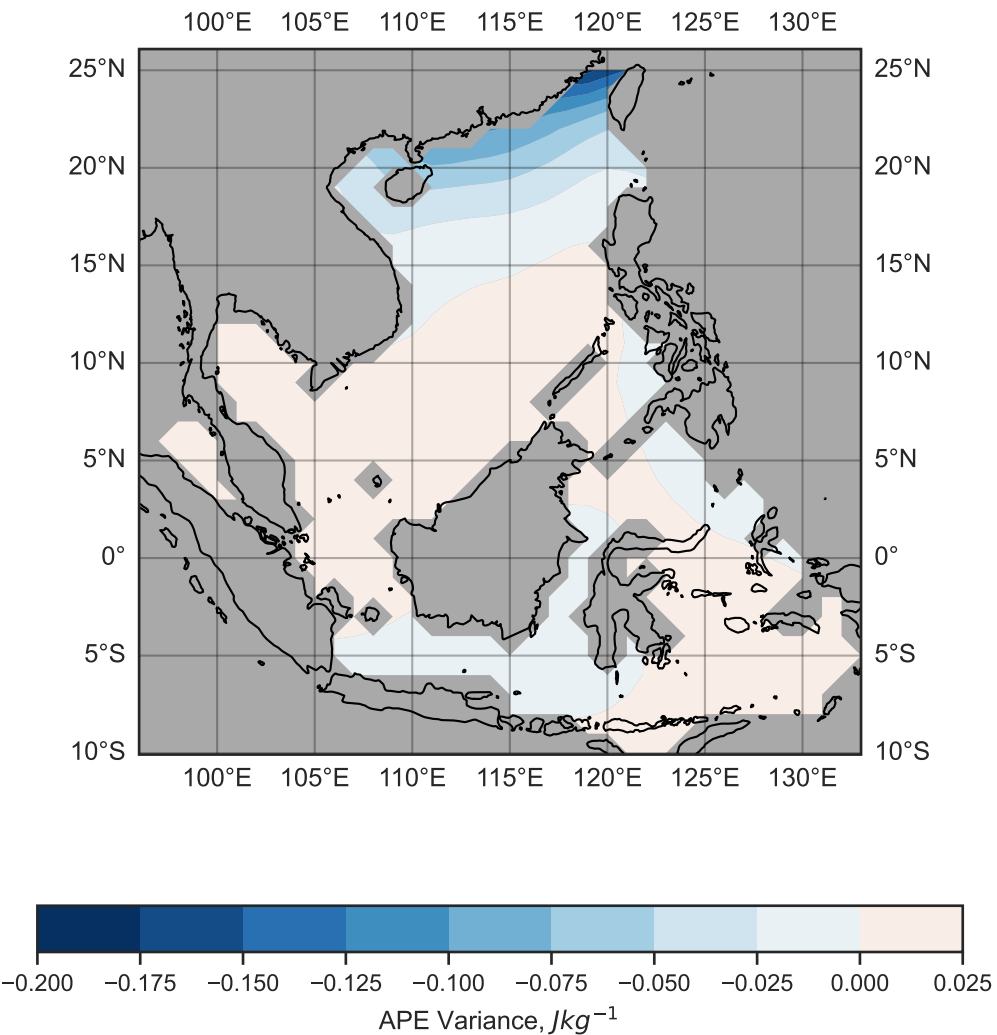 100°E 105°E 110°E 115°E 120°E 125°E 130°E
25°N 25°N
20°N 20°N
15°N 15°N
10°N 10°N
5°N 5°N
0° 0°
5°S 5°S
10°S 10°S
100°E 105°E 110°E 115°E 120°E 125°E 130°E
−0.200 −0.175 −0.150 −0.125 −0.100 −0.075 −0.050 −0.025 0.000 0.025
APE Variance, Jkg⁻¹